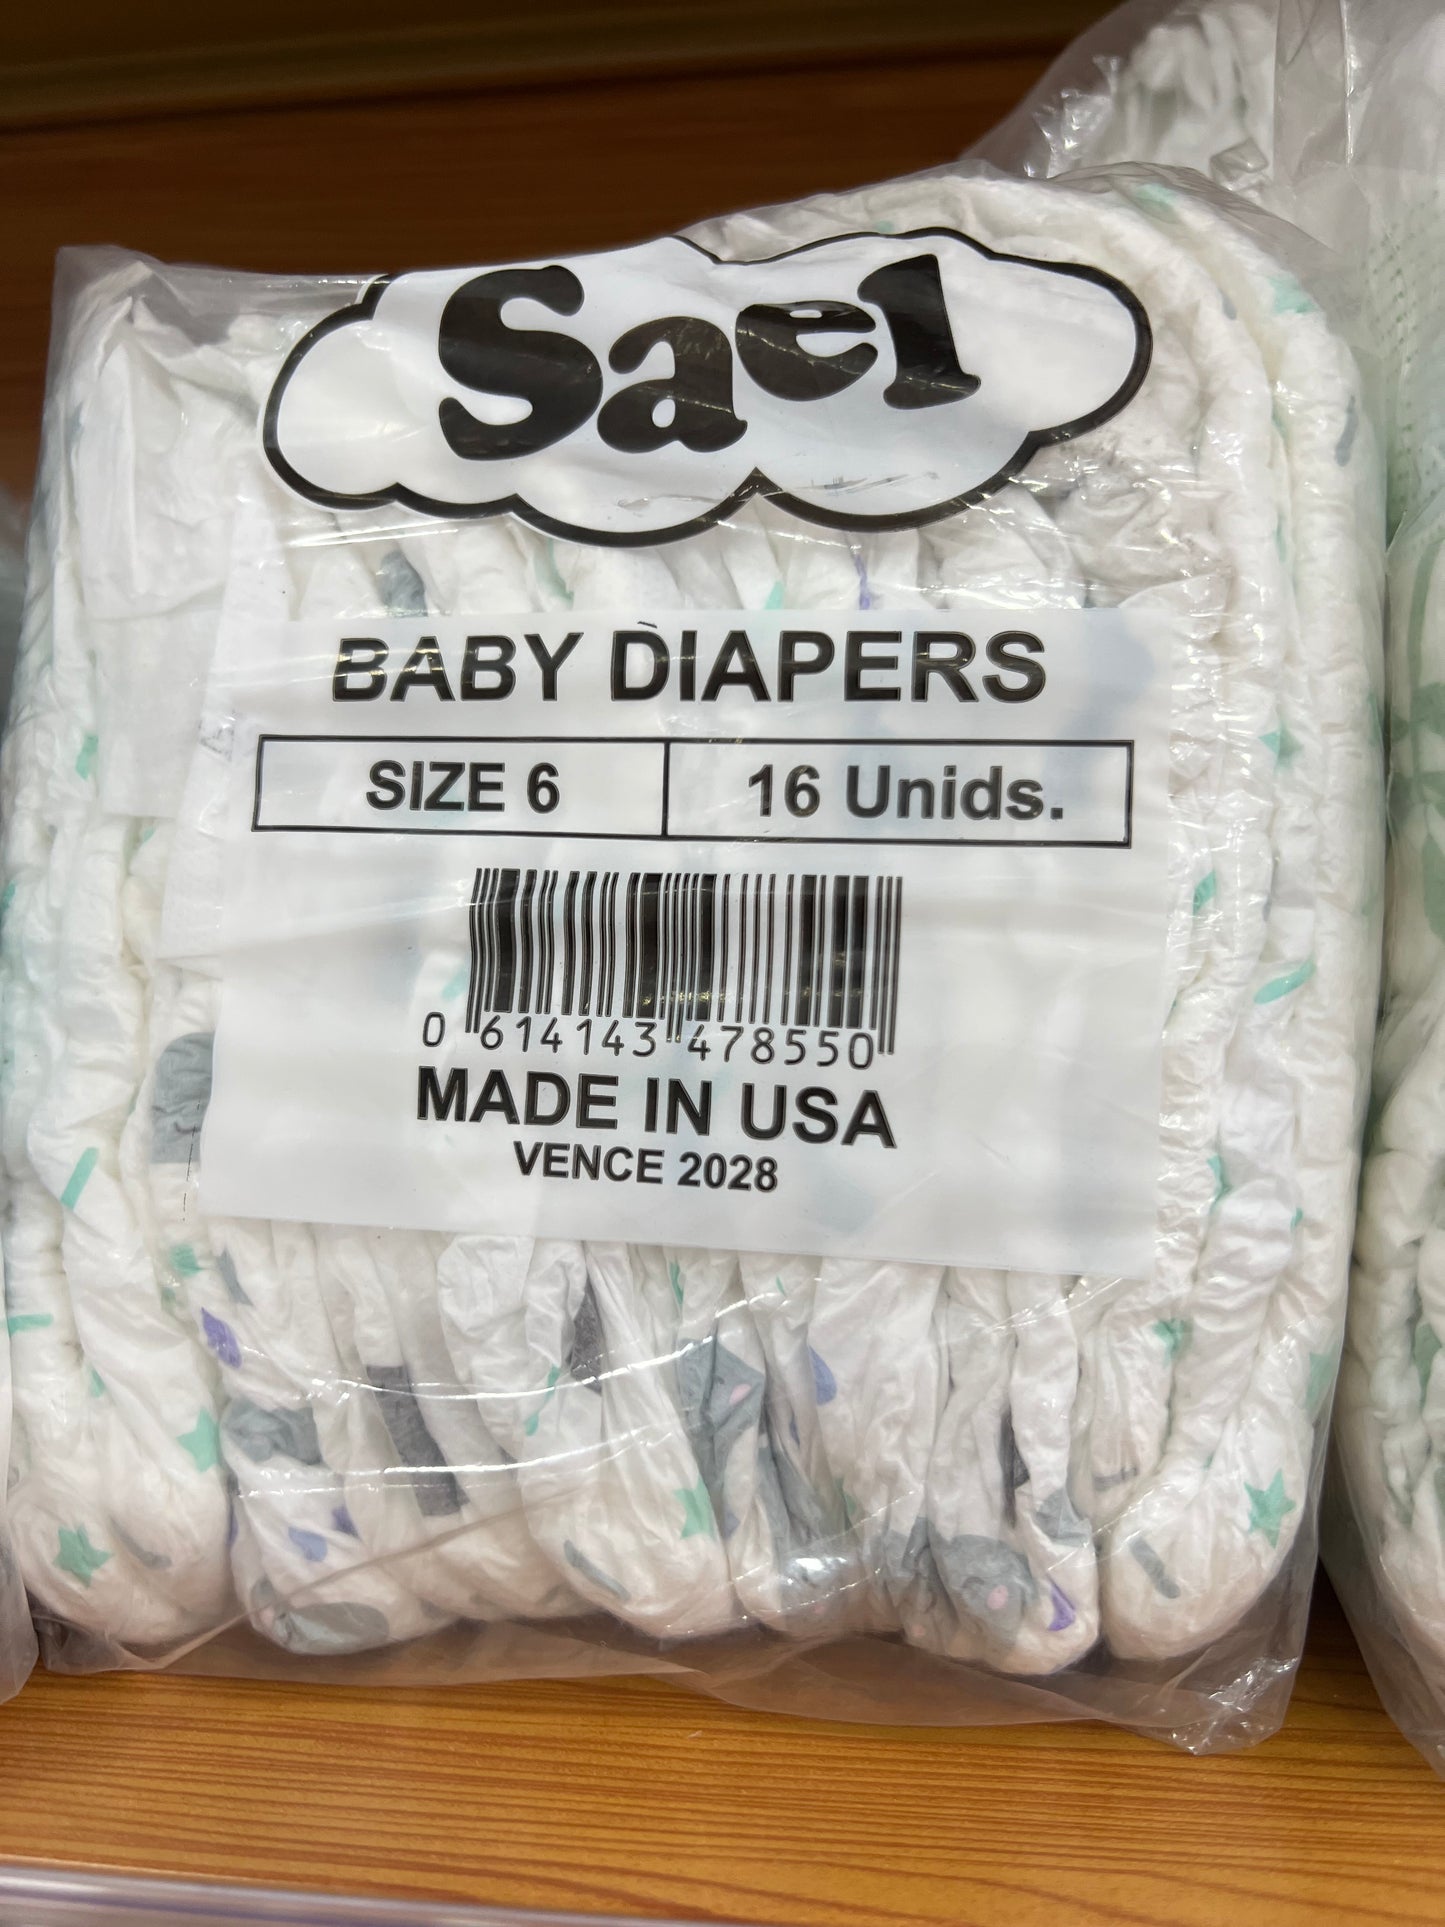 Sael
BABY DIAPERS
SIZE 6
16 Unids.
0 614143 478550
MADE IN USA
VENCE 2028